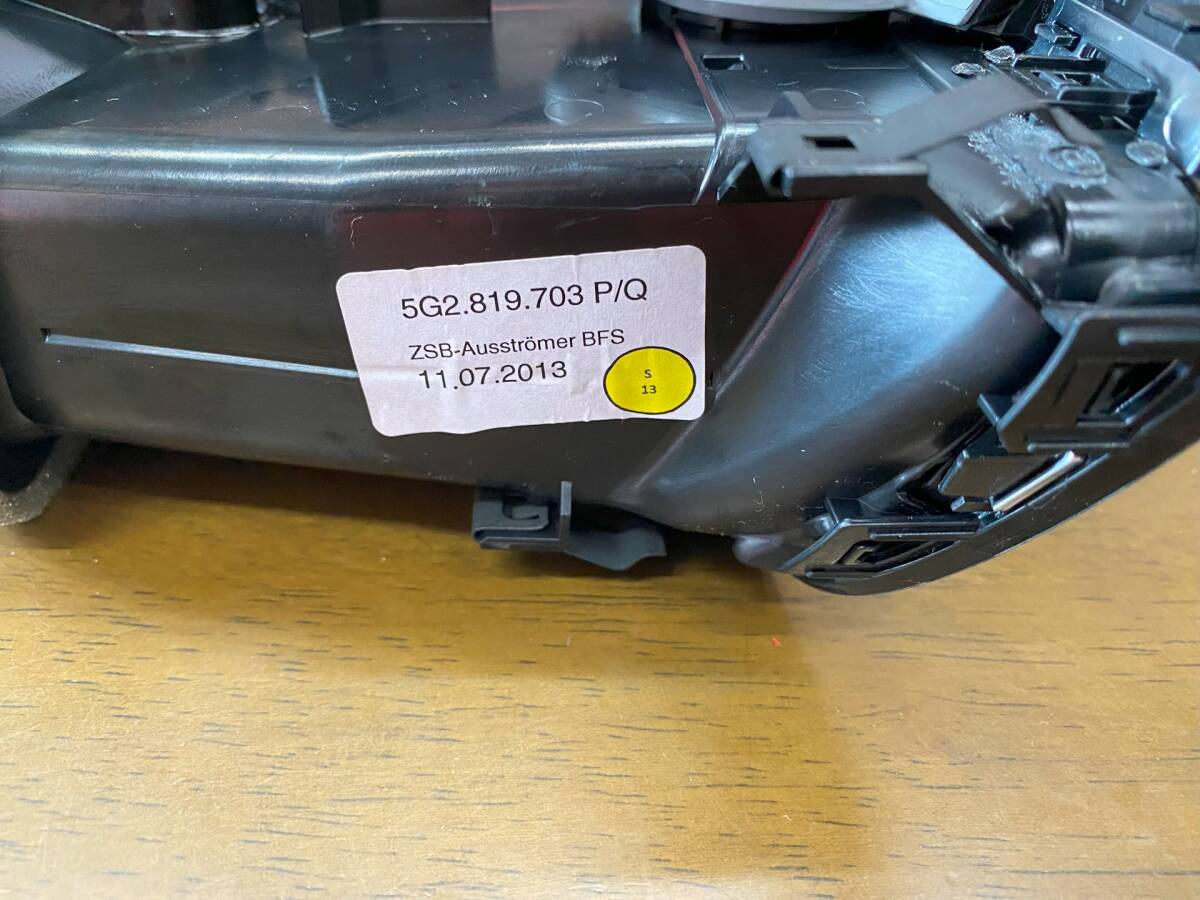 5G2.819.703 P/Q
ZSB-Ausströmer BFS
11.07.2013
S
13